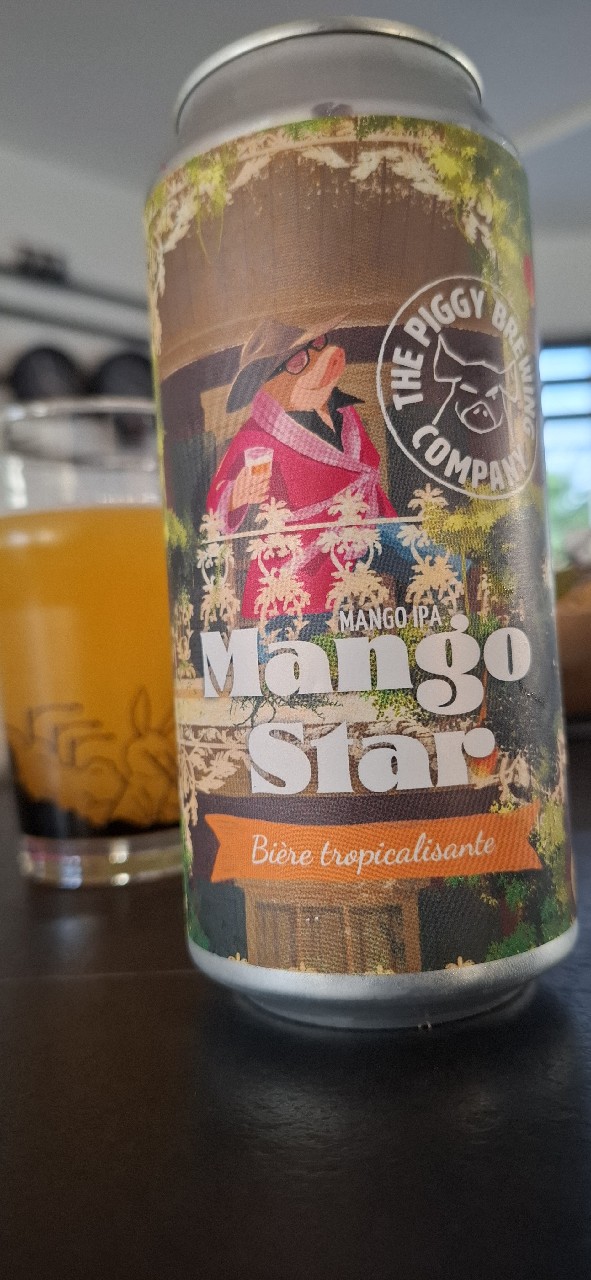 THE PIGGY BREWING
COMPANY
MANGO IPA
Mango
Star
Bière tropicalisante